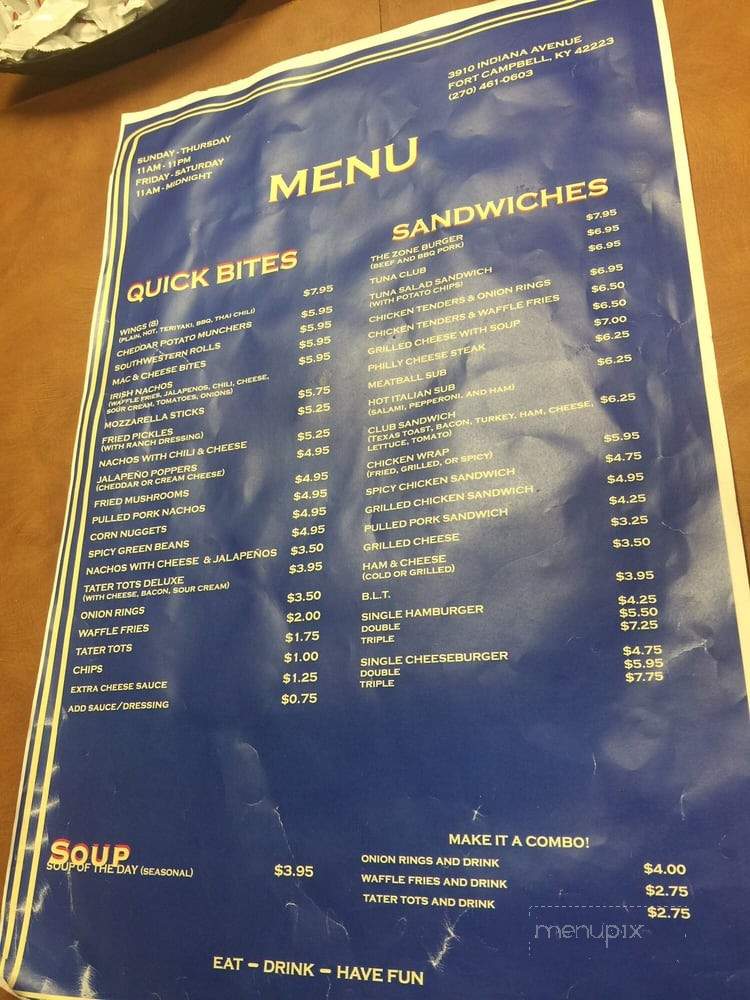 3910 INDIANA AVENUE
FORT CAMPBELL, KY 42223
(270) 461-0603
SUNDAY - THURSDAY
11AM - 11PM
FRIDAY - SATURDAY
11AM - MIDNIGHT
MENU
QUICK BITES
WINGS (8) $7.95
(PLAIN, HOT, TERIYAKI, BBQ, THAI CHILI)
CHEDDAR POTATO MUNCHERS $5.95
SOUTHWESTERN ROLLS $5.95
MAC & CHEESE BITES $5.95
IRISH NACHOS $5.95
(WAFFLE FRIES, JALAPENOS, CHILI, CHEESE,
SOUR CREAM, TOMATOES, ONIONS)
MOZZARELLA STICKS $5.75
FRIED PICKLES $5.25
(WITH RANCH DRESSING)
NACHOS WITH CHILI & CHEESE $5.25
JALAPEÑO POPPERS $4.95
(CHEDDAR OR CREAM CHEESE)
FRIED MUSHROOMS $4.95
PULLED PORK NACHOS $4.95
CORN NUGGETS $4.95
SPICY GREEN BEANS $4.95
NACHOS WITH CHEESE & JALAPEÑOS $3.50
TATER TOTS DELUXE $3.95
(WITH CHEESE, BACON, SOUR CREAM)
ONION RINGS $3.50
WAFFLE FRIES $2.00
TATER TOTS $1.75
CHIPS $1.00
EXTRA CHEESE SAUCE $1.25
ADD SAUCE/DRESSING $0.75
SANDWICHES
THE ZONE BURGER $7.95
(BEEF AND BBQ PORK)
TUNA CLUB $6.95
TUNA SALAD SANDWICH $6.95
(WITH POTATO CHIPS)
CHICKEN TENDERS & ONION RINGS $6.95
CHICKEN TENDERS & WAFFLE FRIES $6.50
GRILLED CHEESE WITH SOUP $6.50
PHILLY CHEESE STEAK $7.00
MEATBALL SUB $6.25
HOT ITALIAN SUB $6.25
(SALAMI, PEPPERONI, AND HAM)
CLUB SANDWICH $6.25
(TEXAS TOAST, BACON, TURKEY, HAM, CHEESE,
LETTUCE, TOMATO)
CHICKEN WRAP $5.95
(FRIED, GRILLED, OR SPICY)
SPICY CHICKEN SANDWICH $4.75
GRILLED CHICKEN SANDWICH $4.95
PULLED PORK SANDWICH $4.25
GRILLED CHEESE $3.25
HAM & CHEESE $3.50
(COLD OR GRILLED)
B.L.T. $3.95
SINGLE HAMBURGER $4.25
DOUBLE $5.50
TRIPLE $7.25
SINGLE CHEESEBURGER $4.75
DOUBLE $5.95
TRIPLE $7.75
SOUP
SOUP OF THE DAY (SEASONAL) $3.95
MAKE IT A COMBO!
ONION RINGS AND DRINK $4.00
WAFFLE FRIES AND DRINK $2.75
TATER TOTS AND DRINK $2.75
menupix
EAT – DRINK – HAVE FUN